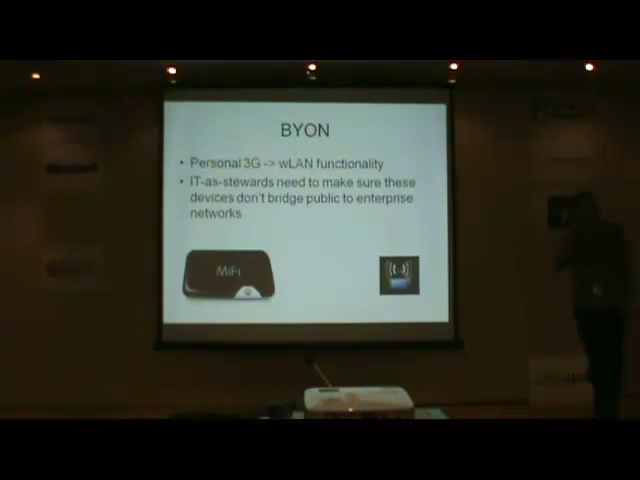 BYON
• Personal 3G -> wLAN functionality
• IT-as-stewards need to make sure these
devices don't bridge public to enterprise
networks
MiFi